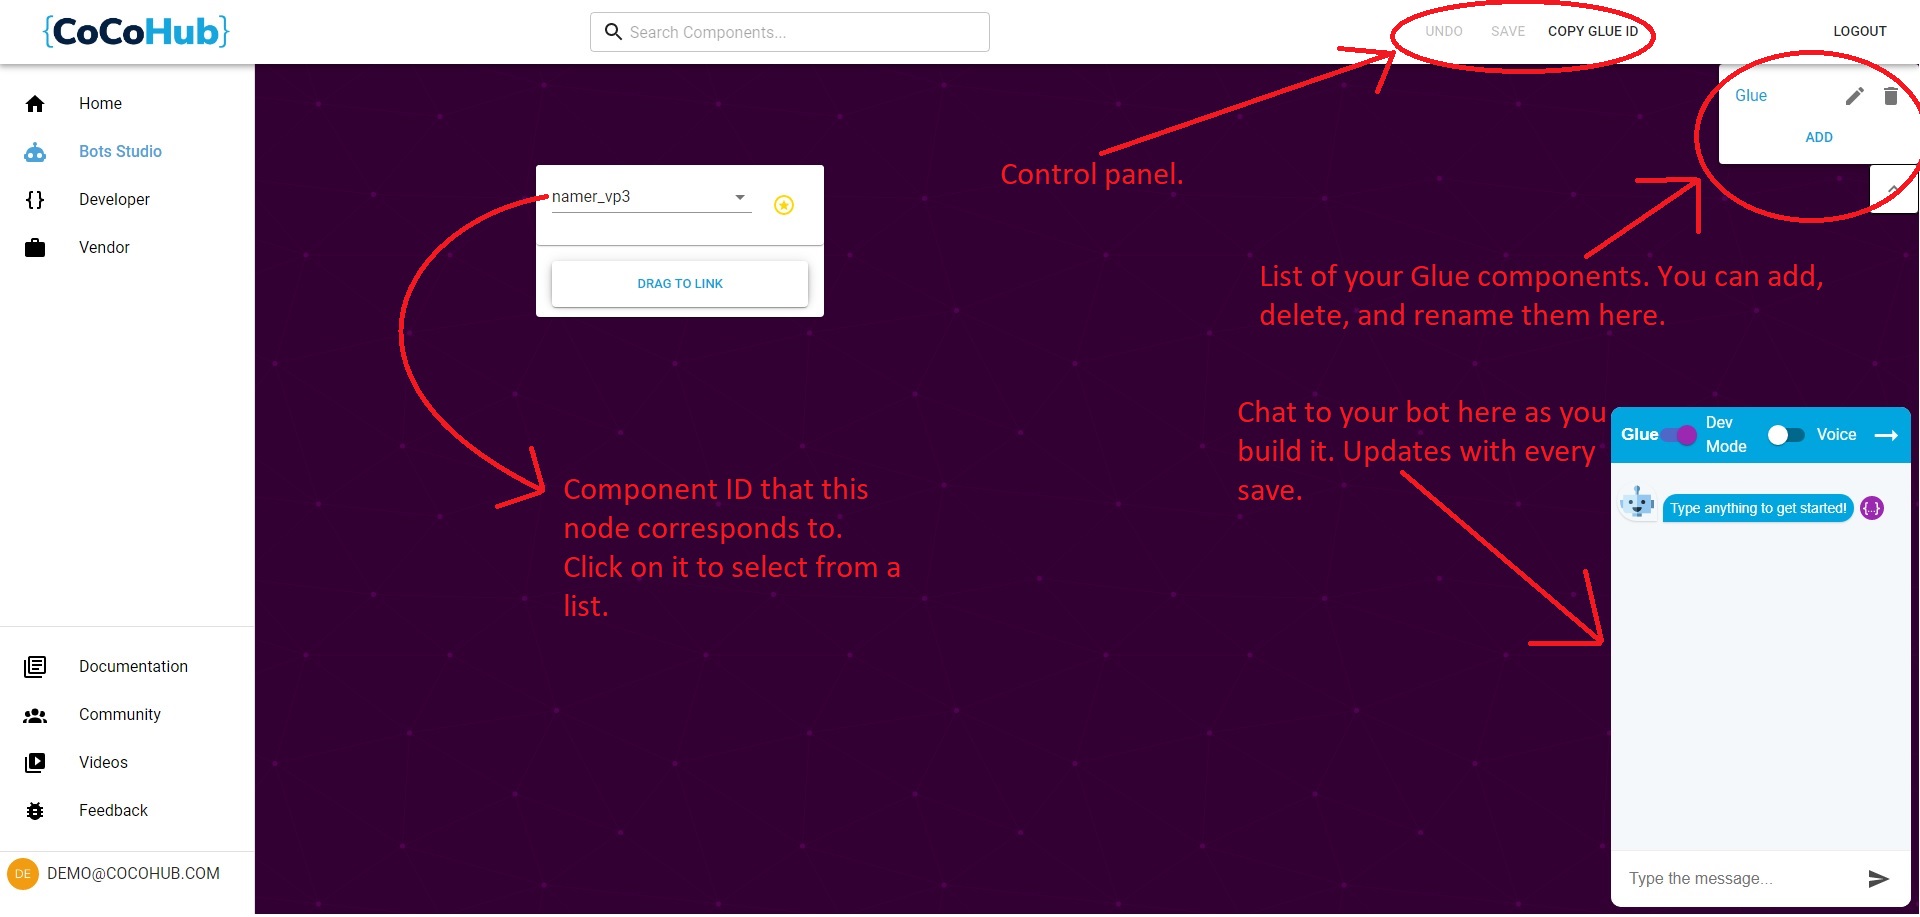 {CoCoHub}
Search Components...
UNDO SAVE COPY GLUE ID
LOGOUT
Home
Bots Studio
Developer
Vendor
Glue
ADD
Control panel.
namer_vp3
DRAG TO LINK
List of your Glue components. You can add,
delete, and rename them here.
Chat to your bot here as you
build it. Updates with every
save.
Component ID that this
node corresponds to.
Click on it to select from a
list.
Glue
Dev
Mode
Voice
Type anything to get started!
{...}
Type the message...
Documentation
Community
Videos
Feedback
DE
DEMO@COCOHUB.COM